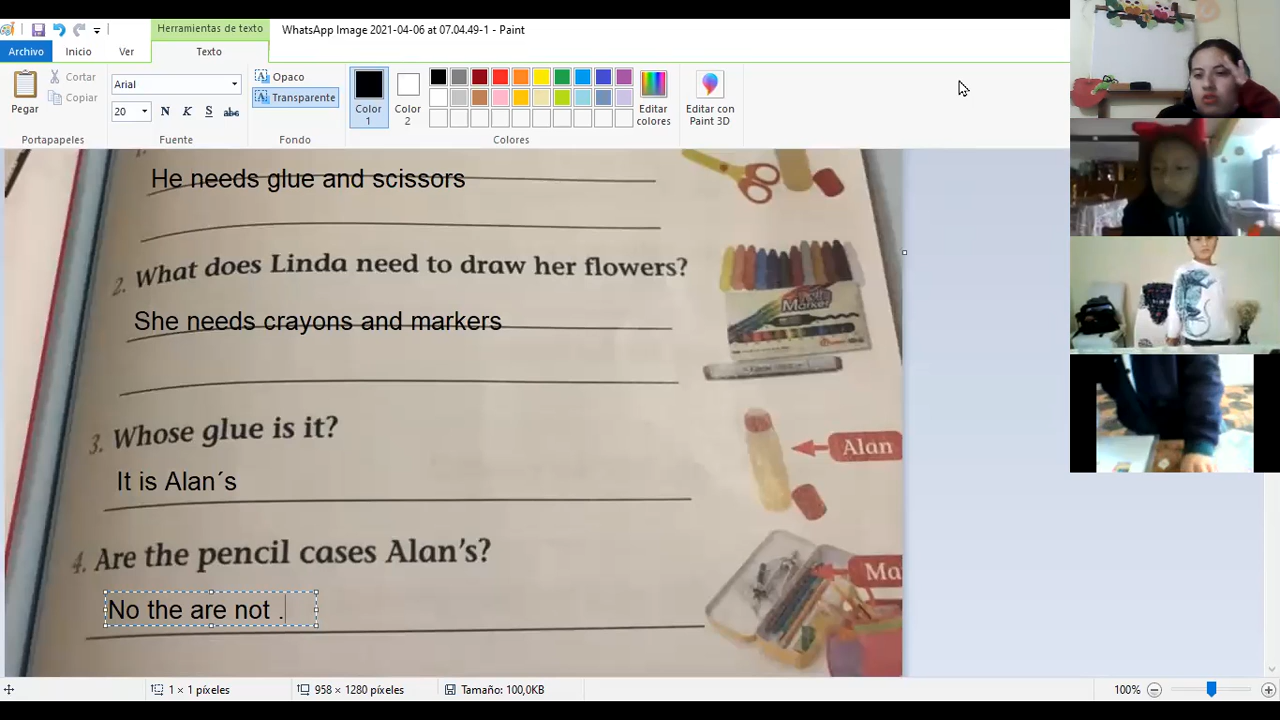 Herramientas de texto
WhatsApp Image 2021-04-06 at 07.04.49-1 - Paint
Archivo
Inicio
Ver
Texto
Pegar
Cortar
Copiar
Portapapeles
Arial
20
N K S abc
Fuente
Opaco
Transparente
Fondo
Color 1
Color 2
Editar colores
Editar con Paint 3D
Colores
He needs glue and scissors
2. What does Linda need to draw her flowers?
She needs crayons and markers
Marker
3. Whose glue is it?
Alan
It is Alan´s
4. Are the pencil cases Alan's?
Ma
No the are not .
1 × 1 píxeles
958 × 1280 píxeles
Tamaño: 100,0KB
100%